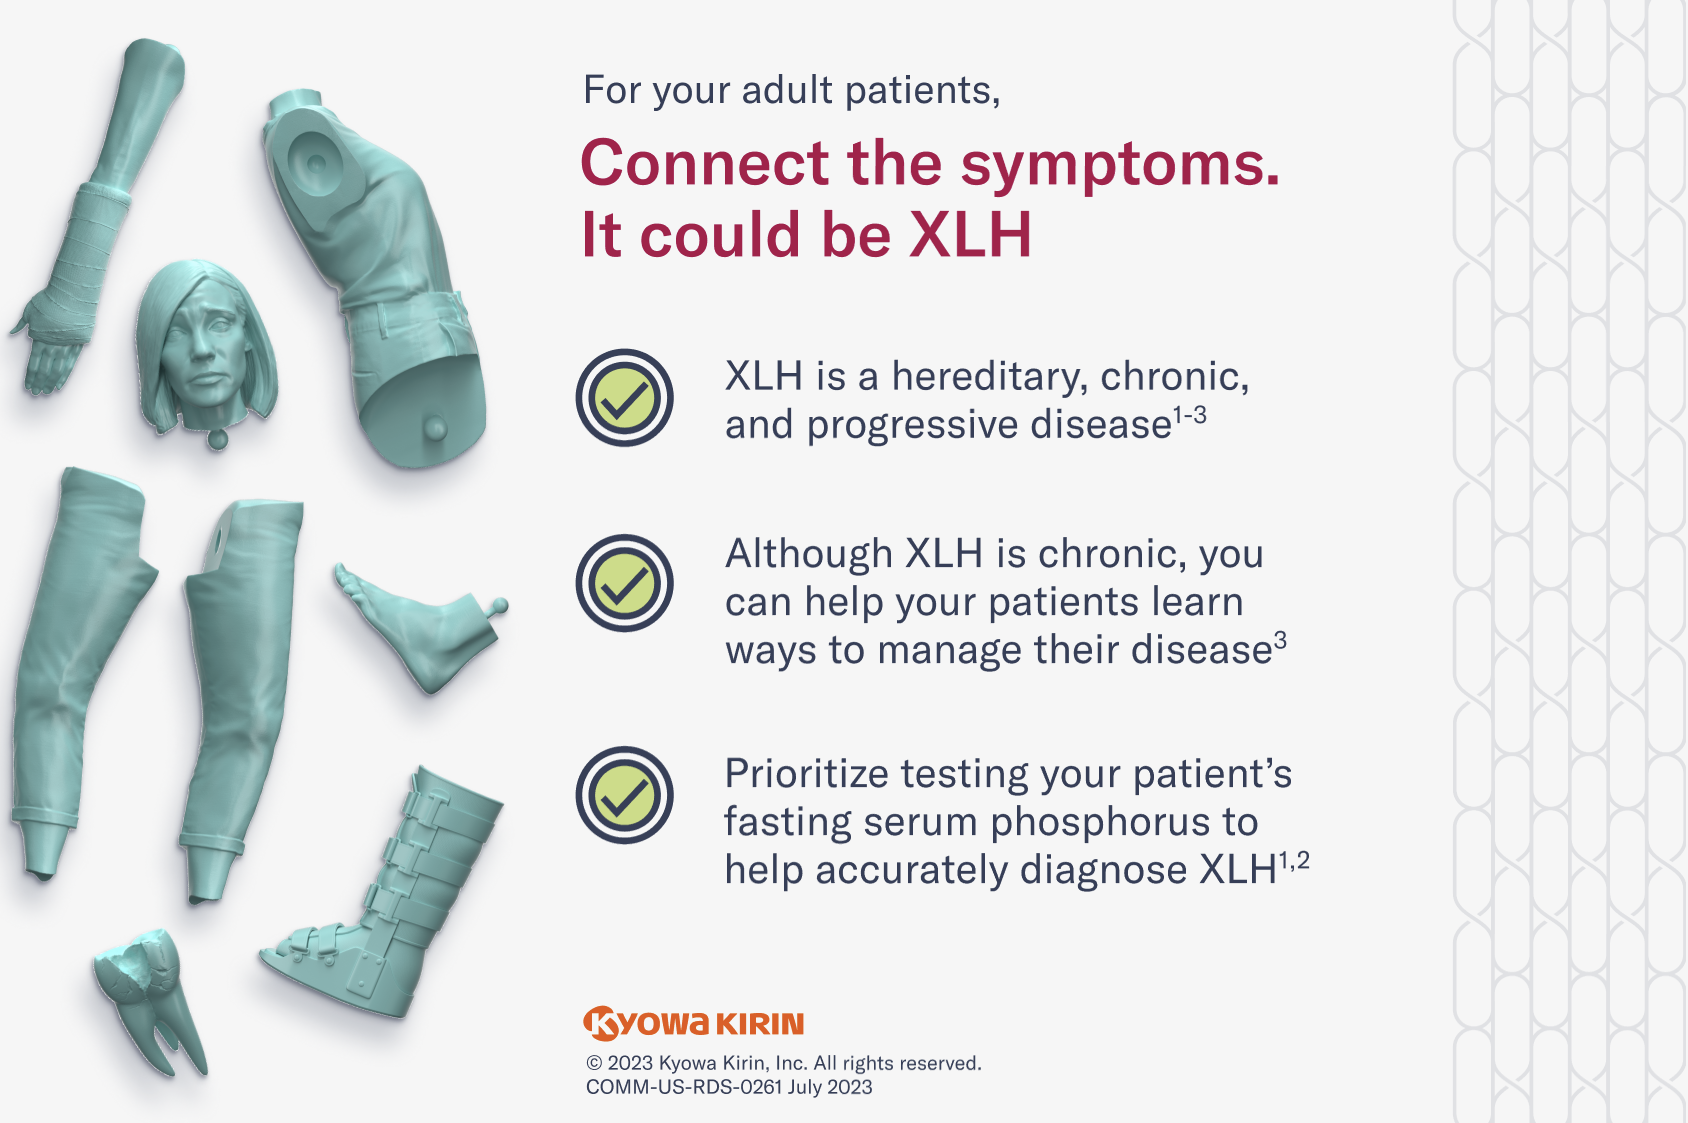 For your adult patients,
Connect the symptoms.
It could be XLH
XLH is a hereditary, chronic,
and progressive disease¹⁻³
Although XLH is chronic, you
can help your patients learn
ways to manage their disease³
Prioritize testing your patient’s
fasting serum phosphorus to
help accurately diagnose XLH¹,²
KYOWA KIRIN
© 2023 Kyowa Kirin, Inc. All rights reserved.
COMM-US-RDS-0261 July 2023